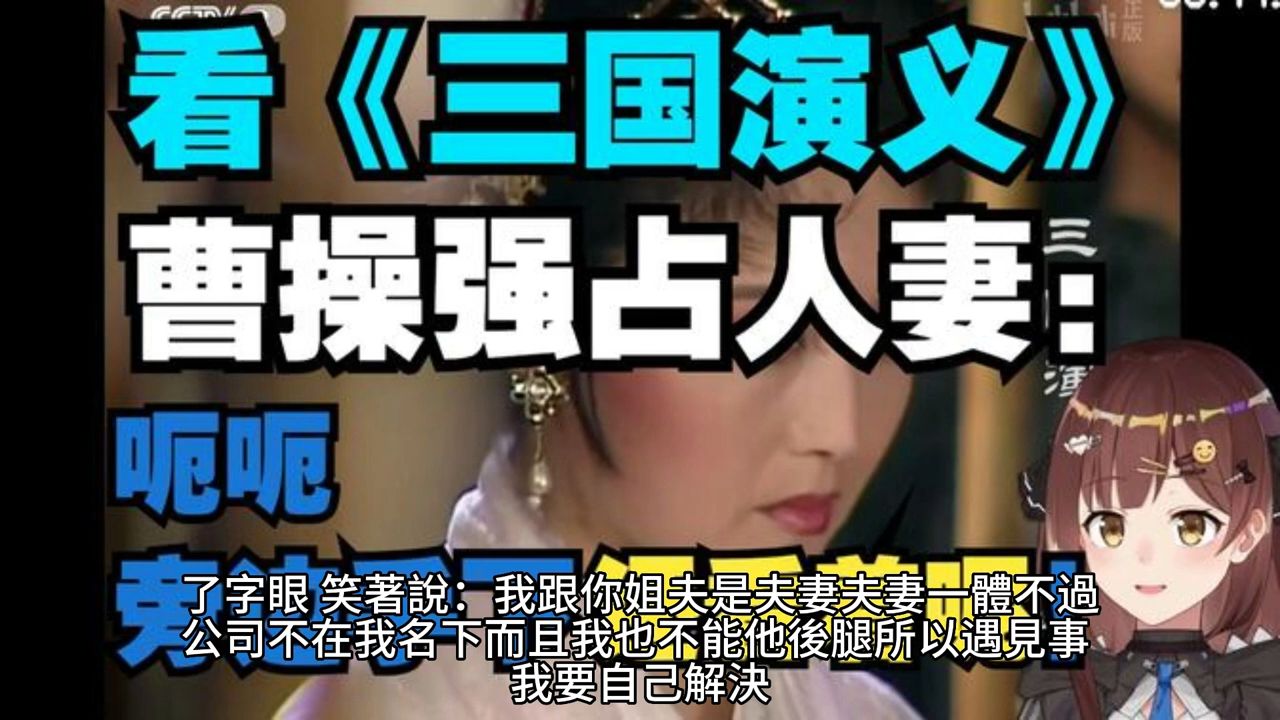 看《三国演义》
曹操强占人妻：
呃呃
了字眼 笑著說：我跟你姐夫是夫妻夫妻一體不過
公司不在我名下而且我也不能他後腿所以遇見事
我要自己解決